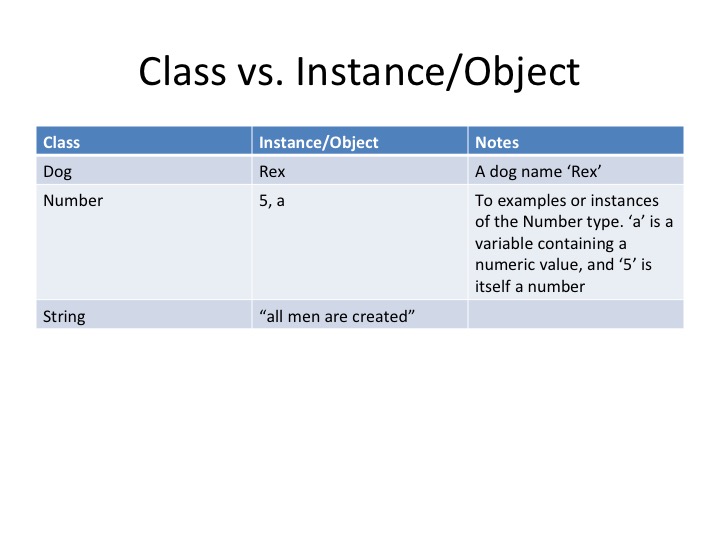 Class vs. Instance/Object
Class Instance/Object Notes
Dog Rex A dog name ‘Rex’
Number 5, a To examples or instances
of the Number type. ‘a’ is a
variable containing a
numeric value, and ‘5’ is
itself a number
String “all men are created”